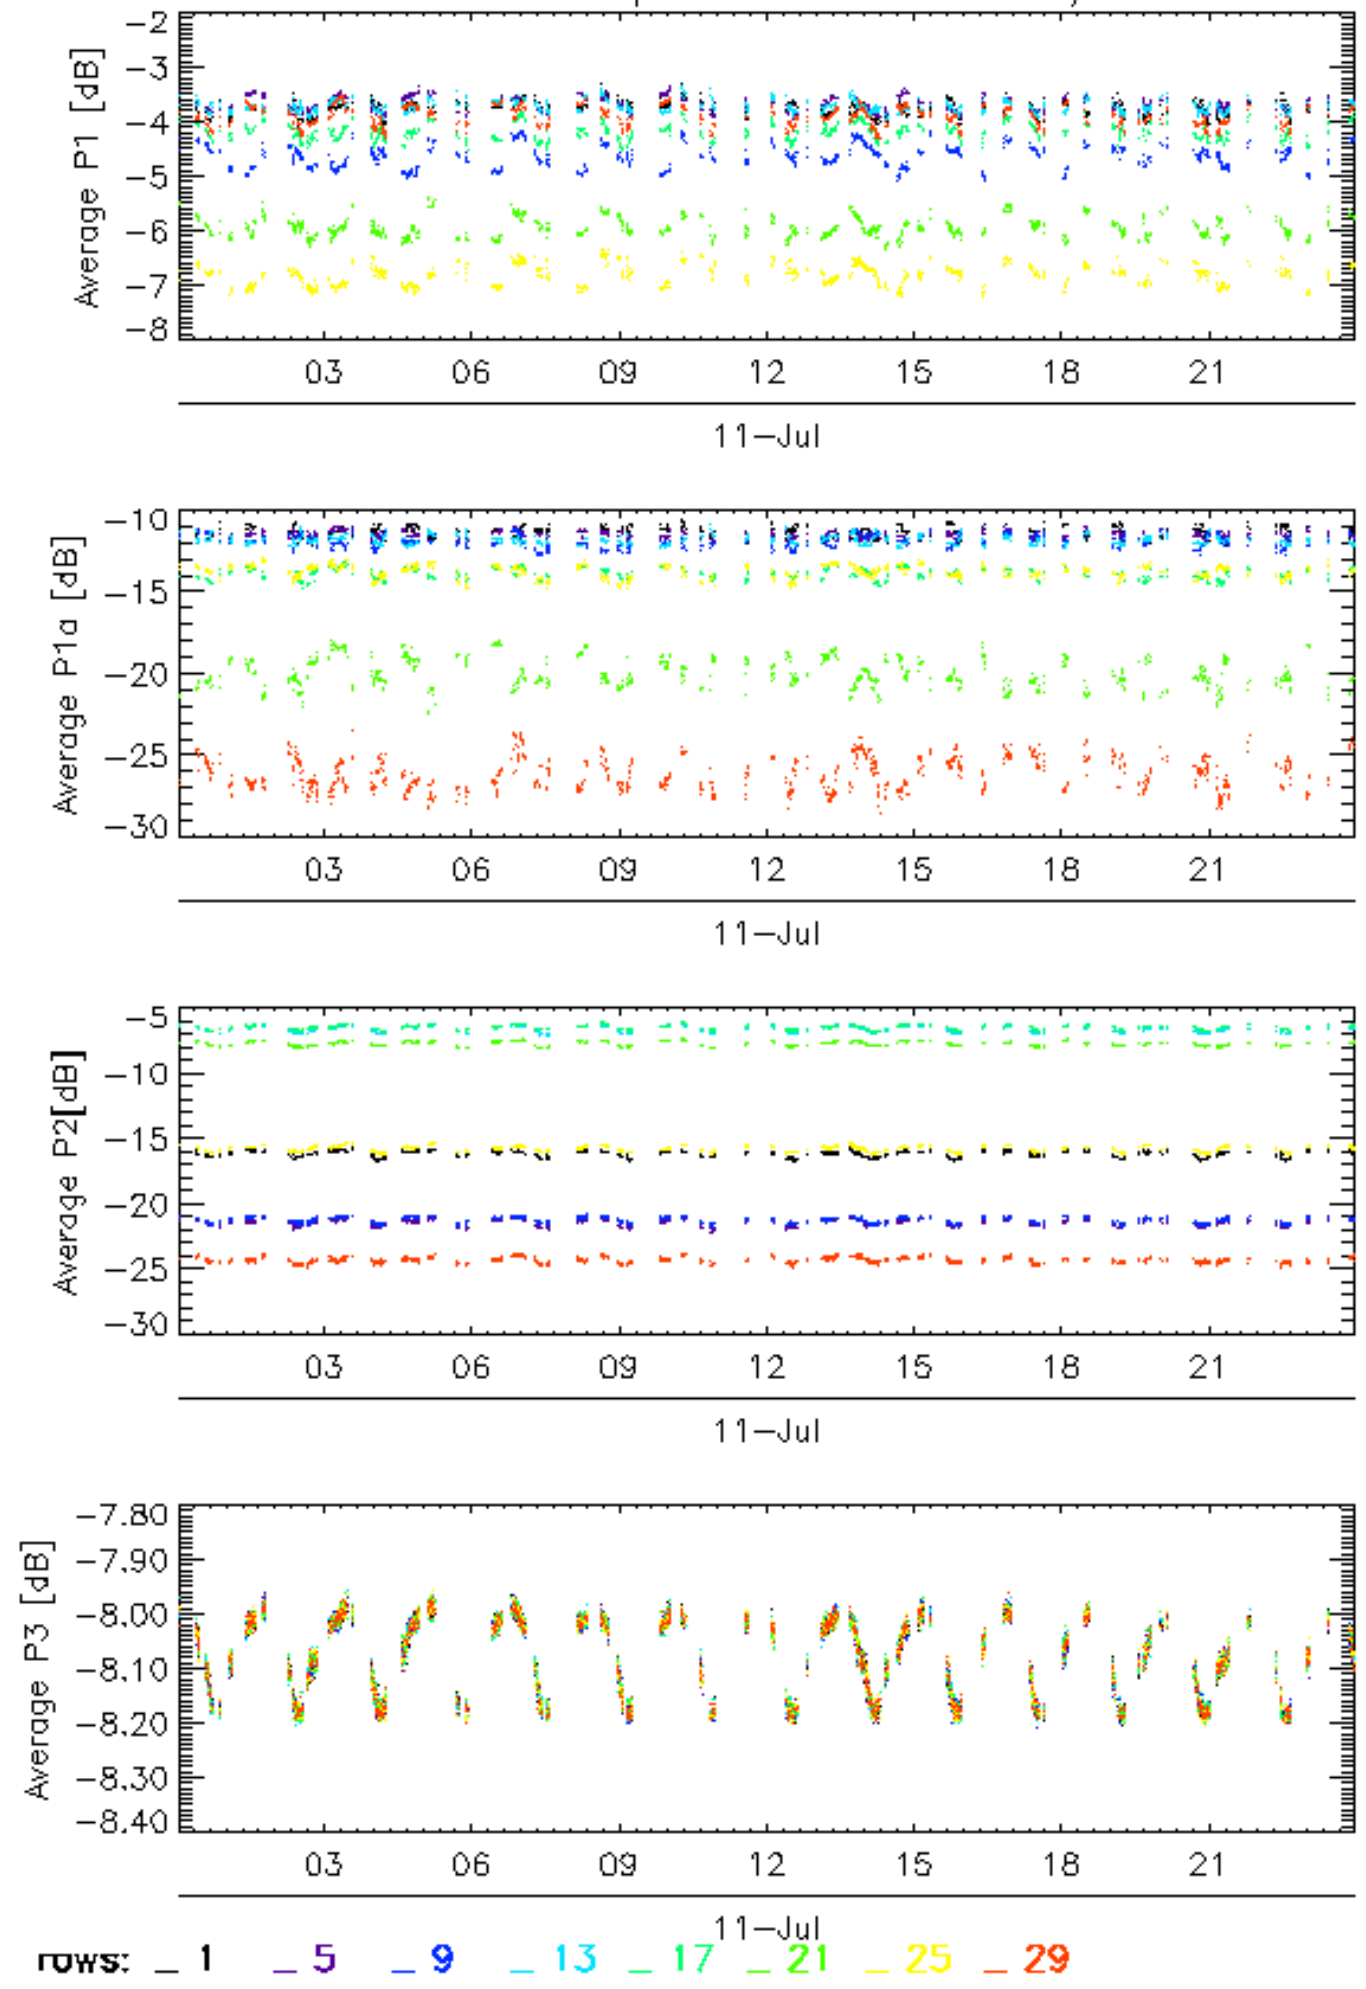 Average P1 [dB]
-2
-3
-4
-5
-6
-7
-8
03 06 09 12 15 18 21
11-Jul
Average P1a [dB]
-10
-15
-20
-25
-30
03 06 09 12 15 18 21
11-Jul
Average P2[dB]
-5
-10
-15
-20
-25
-30
03 06 09 12 15 18 21
11-Jul
Average P3 [dB]
-7.80
-7.90
-8.00
-8.10
-8.20
-8.30
-8.40
03 06 09 12 15 18 21
11-Jul
rows: _ 1 _ 5 _ 9 _ 13 _ 17 _ 21 _ 25 _ 29